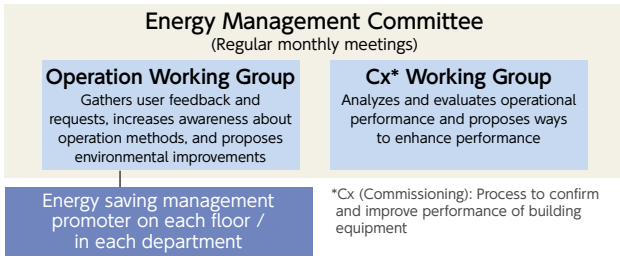 Energy Management Committee
(Regular monthly meetings)
Operation Working Group
Gathers user feedback and
requests, increases awareness about
operation methods, and proposes
environmental improvements
Cx* Working Group
Analyzes and evaluates operational
performance and proposes ways
to enhance performance
Energy saving management
promoter on each floor /
in each department
*Cx (Commissioning): Process to confirm
and improve performance of building
equipment